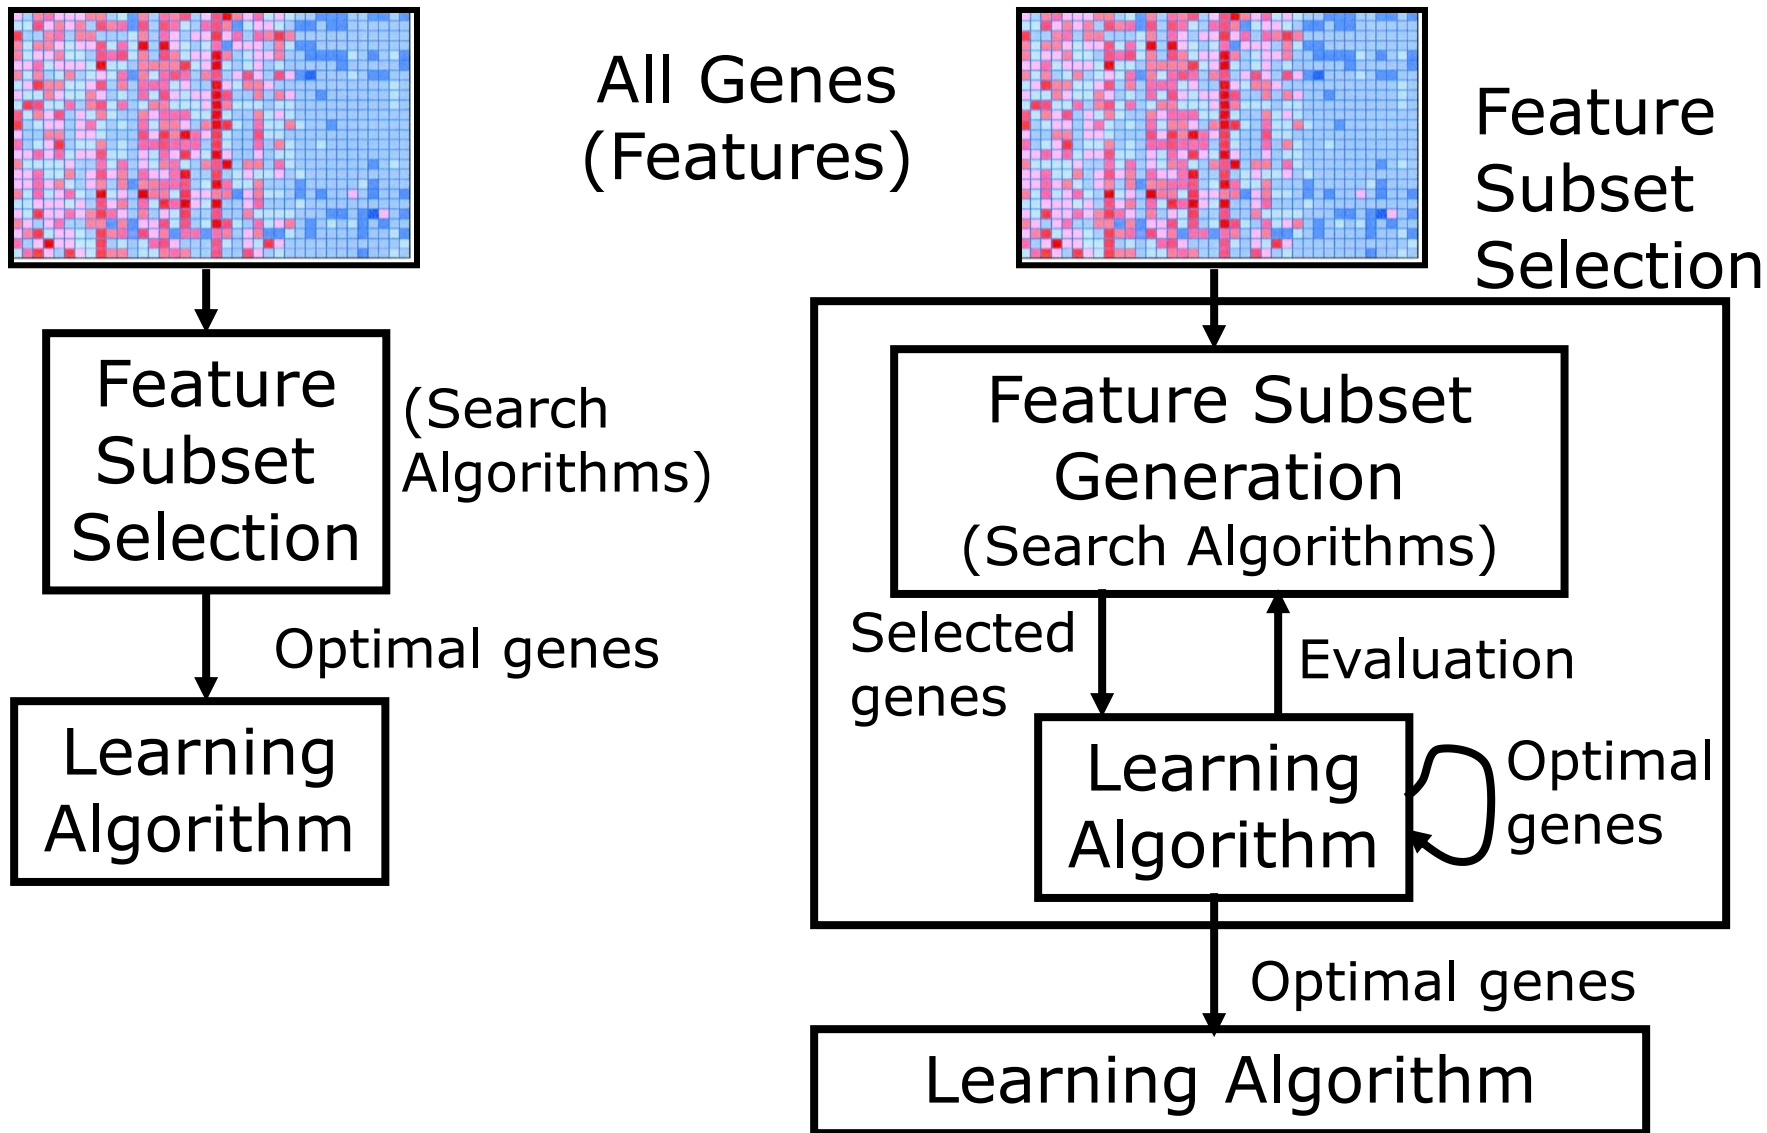 All Genes
(Features)
Feature
Subset
Selection
(Search
Algorithms)
Optimal genes
Learning
Algorithm
Feature
Subset
Selection
Feature Subset
Generation
(Search Algorithms)
Selected
genes
Evaluation
Learning
Algorithm
Optimal
genes
Optimal genes
Learning Algorithm